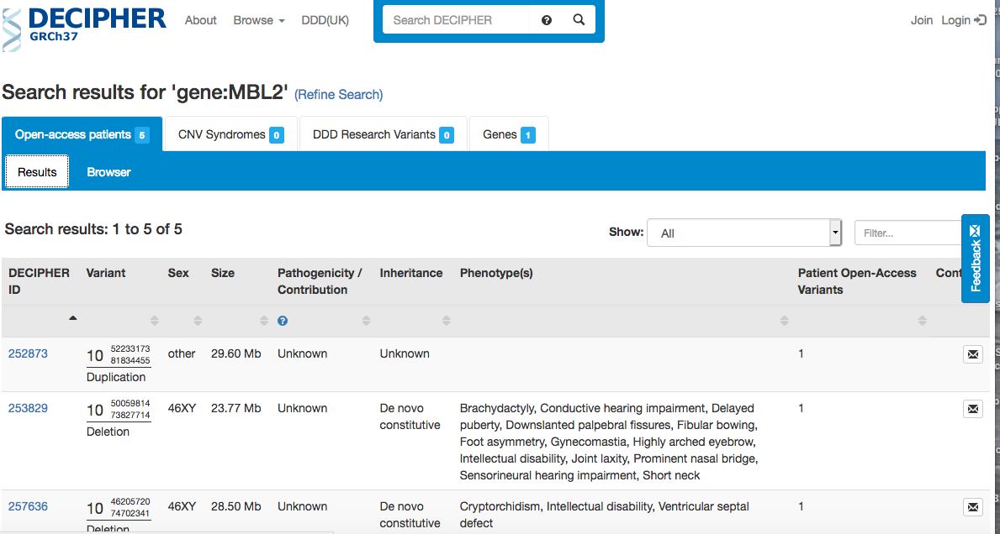 DECIPHER
GRCh37
About Browse DDD(UK) Search DECIPHER Join Login
Search results for 'gene:MBL2' (Refine Search)
Open-access patients 5 CNV Syndromes 0 DDD Research Variants 0 Genes 1
Results Browser
Search results: 1 to 5 of 5 Show: All Filter...
Feedback
DECIPHER Variant Sex Size Pathogenicity / Inheritance Phenotype(s) Patient Open-Access Cont
ID Contribution Variants
252873 10 52233173 other 29.60 Mb Unknown Unknown 1
81834455
Duplication
253829 10 50059814 46XY 23.77 Mb Unknown De novo Brachydactyly, Conductive hearing impairment, Delayed 1
73827714 constitutive puberty, Downslanted palpebral fissures, Fibular bowing,
Deletion Foot asymmetry, Gynecomastia, Highly arched eyebrow,
Intellectual disability, Joint laxity, Prominent nasal bridge,
Sensorineural hearing impairment, Short neck
257636 10 46205720 46XY 28.50 Mb Unknown De novo Cryptorchidism, Intellectual disability, Ventricular septal 1
74702341 constitutive defect
Deletion